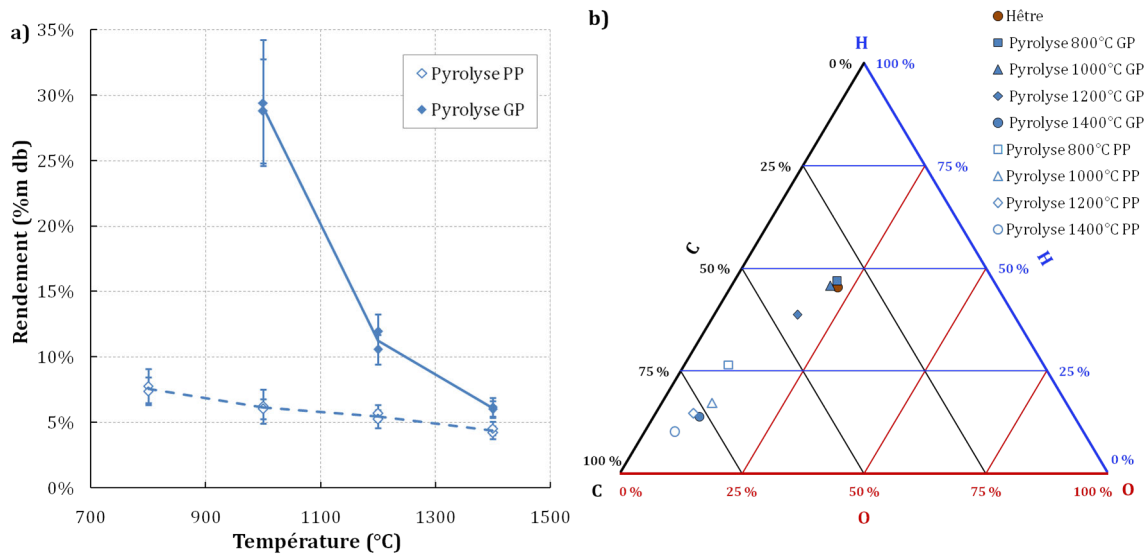 a)
Rendement (%m db)
35%
30%
25%
20%
15%
10%
5%
0%
700
900
1100
1300
1500
Température (°C)
Pyrolyse PP
Pyrolyse GP
b)
Hêtre
Pyrolyse 800°C GP
Pyrolyse 1000°C GP
Pyrolyse 1200°C GP
Pyrolyse 1400°C GP
Pyrolyse 800°C PP
Pyrolyse 1000°C PP
Pyrolyse 1200°C PP
Pyrolyse 1400°C PP
H
0 % 100 %
25 % 75 %
C H
50 % 50 %
75 % 25 %
100 % 0 %
C 0 % 25 % 50 % 75 % 100 % O
O